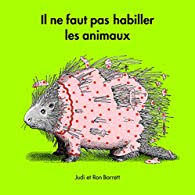 Il ne faut pas habiller
les animaux
Judi et Ron Barrett